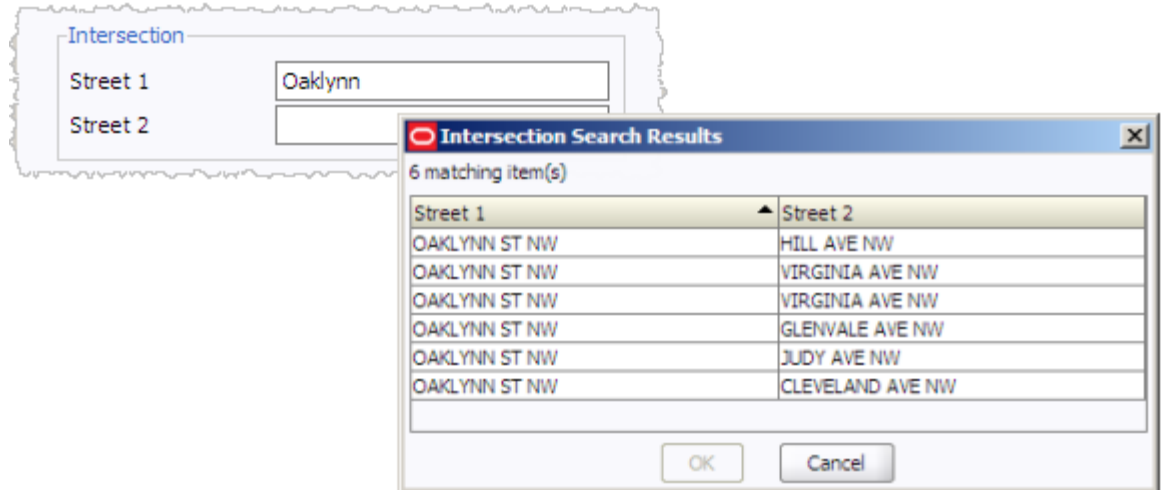 Intersection
Street 1 Oaklynn
Street 2
Intersection Search Results
6 matching item(s)
Street 1 Street 2
OAKLYNN ST NW HILL AVE NW
OAKLYNN ST NW VIRGINIA AVE NW
OAKLYNN ST NW VIRGINIA AVE NW
OAKLYNN ST NW GLENVALE AVE NW
OAKLYNN ST NW JUDY AVE NW
OAKLYNN ST NW CLEVELAND AVE NW
OK Cancel